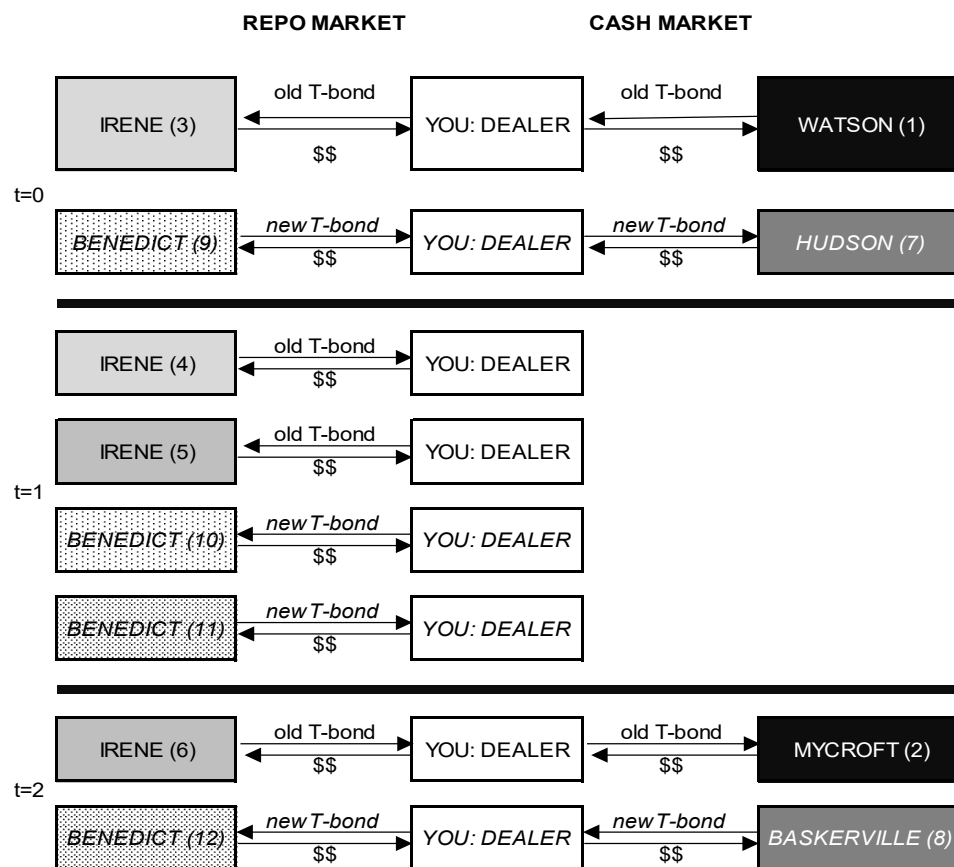 REPO MARKET CASH MARKET
old T-bond old T-bond
IRENE (3) YOU: DEALER WATSON (1)
$$ $$
t=0
new T-bond new T-bond
BENEDICT (9) YOU: DEALER HUDSON (7)
$$ $$
old T-bond
IRENE (4) YOU: DEALER
$$
old T-bond
IRENE (5) YOU: DEALER
$$
t=1
new T-bond
BENEDICT (10) YOU: DEALER
$$
new T-bond
BENEDICT (11) YOU: DEALER
$$
old T-bond old T-bond
IRENE (6) YOU: DEALER MYCROFT (2)
$$ $$
t=2
new T-bond new T-bond
BENEDICT (12) YOU: DEALER BASKERVILLE (8)
$$ $$